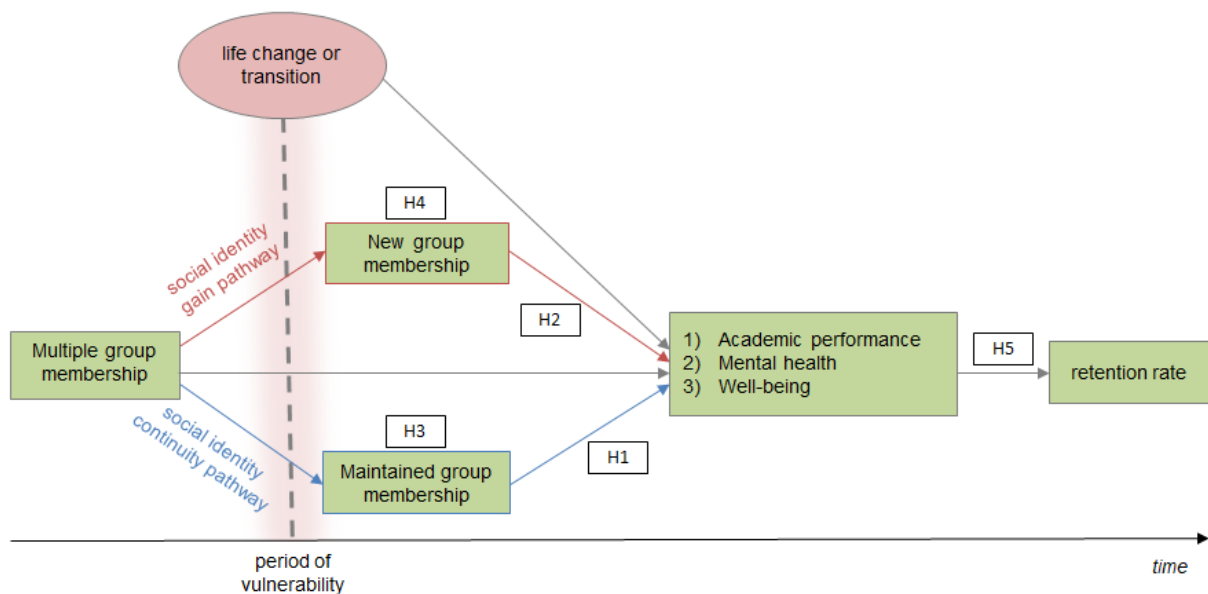 life change or
transition
H4
New group
membership
social identity
gain pathway
H2
Multiple group
membership
1) Academic performance
2) Mental health
3) Well-being
H5
retention rate
social identity
continuity pathway
H3
Maintained group
membership
H1
period of
vulnerability
time